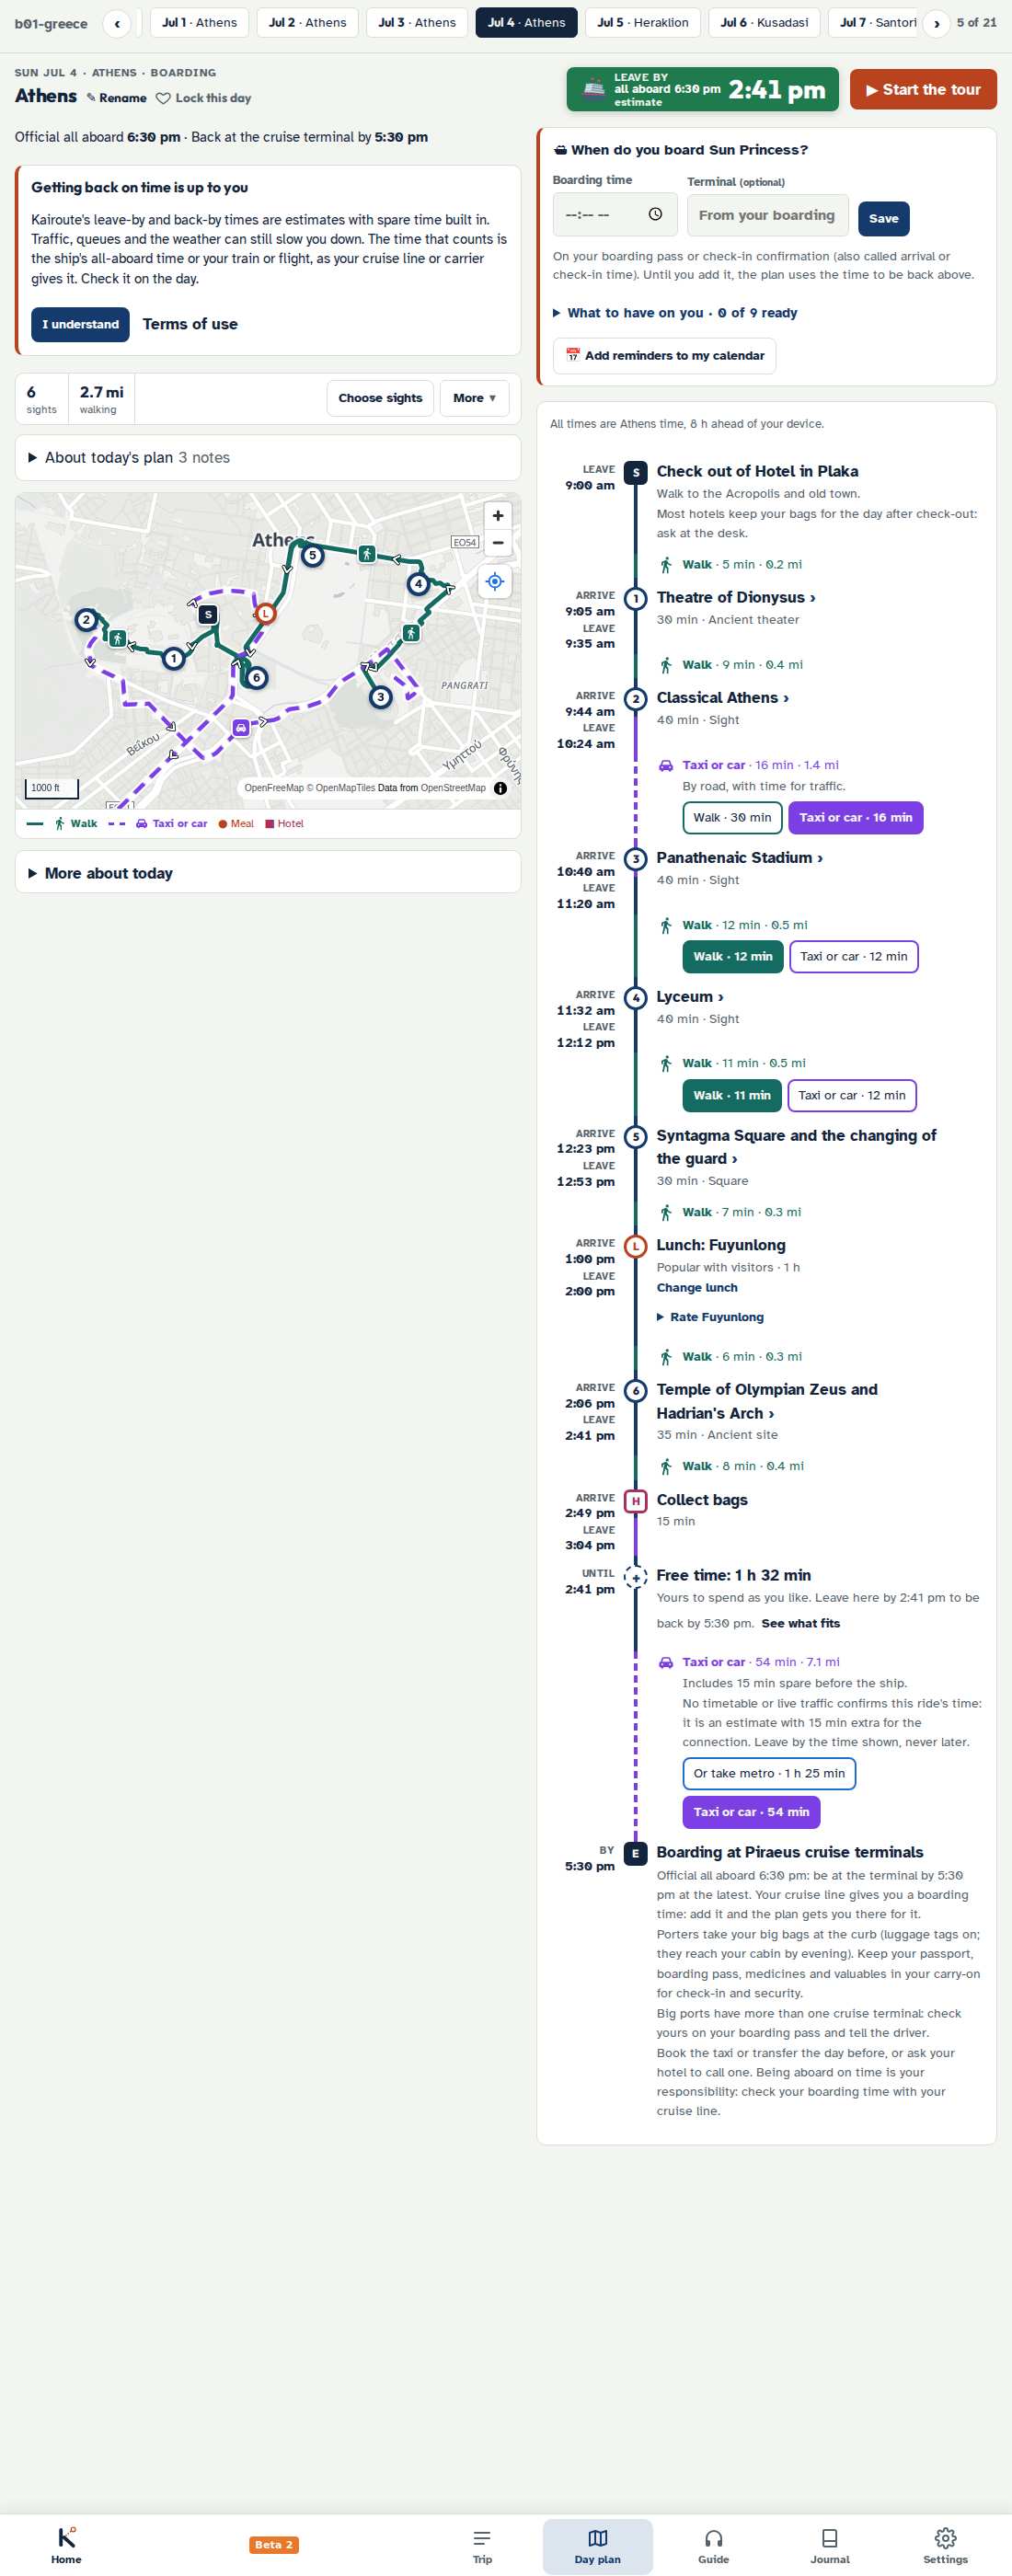 b01-greece
‹
Jul 1 · Athens
Jul 2 · Athens
Jul 3 · Athens
Jul 4 · Athens
Jul 5 · Heraklion
Jul 6 · Kusadasi
Jul 7 · Santori
›
5 of 21
SUN JUL 4 · ATHENS · BOARDING
Athens ✎ Rename ♡ Lock this day
LEAVE BY
all aboard 6:30 pm
estimate
2:41 pm
▶ Start the tour
Official all aboard 6:30 pm · Back at the cruise terminal by 5:30 pm
Getting back on time is up to you
Kairoute's leave-by and back-by times are estimates with spare time built in.
Traffic, queues and the weather can still slow you down. The time that counts is
the ship's all-aboard time or your train or flight, as your cruise line or carrier
gives it. Check it on the day.
I understand
Terms of use
6
sights
2.7 mi
walking
Choose sights
More ▼
▶ About today's plan 3 notes
Athens
5
EO54
4
2
S
L
1
6
3
PANGRATI
Βεΐκου
Υμηττού
1000 ft
OpenFreeMap © OpenMapTiles Data from OpenStreetMap
+
−
Walk
Taxi or car
Meal
Hotel
▶ More about today
When do you board Sun Princess?
Boarding time
Terminal (optional)
--:-- --
From your boarding
Save
On your boarding pass or check-in confirmation (also called arrival or
check-in time). Until you add it, the plan uses the time to be back above.
▶ What to have on you · 0 of 9 ready
Add reminders to my calendar
All times are Athens time, 8 h ahead of your device.
LEAVE
9:00 am
S
Check out of Hotel in Plaka
Walk to the Acropolis and old town.
Most hotels keep your bags for the day after check-out:
ask at the desk.
Walk · 5 min · 0.2 mi
ARRIVE
9:05 am
LEAVE
9:35 am
1
Theatre of Dionysus ›
30 min · Ancient theater
Walk · 9 min · 0.4 mi
ARRIVE
9:44 am
LEAVE
10:24 am
2
Classical Athens ›
40 min · Sight
Taxi or car · 16 min · 1.4 mi
By road, with time for traffic.
Walk · 30 min
Taxi or car · 16 min
ARRIVE
10:40 am
LEAVE
11:20 am
3
Panathenaic Stadium ›
40 min · Sight
Walk · 12 min · 0.5 mi
Walk · 12 min
Taxi or car · 12 min
ARRIVE
11:32 am
LEAVE
12:12 pm
4
Lyceum ›
40 min · Sight
Walk · 11 min · 0.5 mi
Walk · 11 min
Taxi or car · 12 min
ARRIVE
12:23 pm
LEAVE
12:53 pm
5
Syntagma Square and the changing of
the guard ›
30 min · Square
Walk · 7 min · 0.3 mi
ARRIVE
1:00 pm
LEAVE
2:00 pm
L
Lunch: Fuyunlong
Popular with visitors · 1 h
Change lunch
▶ Rate Fuyunlong
Walk · 6 min · 0.3 mi
ARRIVE
2:06 pm
LEAVE
2:41 pm
6
Temple of Olympian Zeus and
Hadrian's Arch ›
35 min · Ancient site
Walk · 8 min · 0.4 mi
ARRIVE
2:49 pm
LEAVE
3:04 pm
H
Collect bags
15 min
UNTIL
2:41 pm
+
Free time: 1 h 32 min
Yours to spend as you like. Leave here by 2:41 pm to be
back by 5:30 pm. See what fits
Taxi or car · 54 min · 7.1 mi
Includes 15 min spare before the ship.
No timetable or live traffic confirms this ride's time:
it is an estimate with 15 min extra for the
connection. Leave by the time shown, never later.
Or take metro · 1 h 25 min
Taxi or car · 54 min
BY
5:30 pm
E
Boarding at Piraeus cruise terminals
Official all aboard 6:30 pm: be at the terminal by 5:30
pm at the latest. Your cruise line gives you a boarding
time: add it and the plan gets you there for it.
Porters take your big bags at the curb (luggage tags on;
they reach your cabin by evening). Keep your passport,
boarding pass, medicines and valuables in your carry-on
for check-in and security.
Big ports have more than one cruise terminal: check
yours on your boarding pass and tell the driver.
Book the taxi or transfer the day before, or ask your
hotel to call one. Being aboard on time is your
responsibility: check your boarding time with your
cruise line.
Home
Beta 2
Trip
Day plan
Guide
Journal
Settings